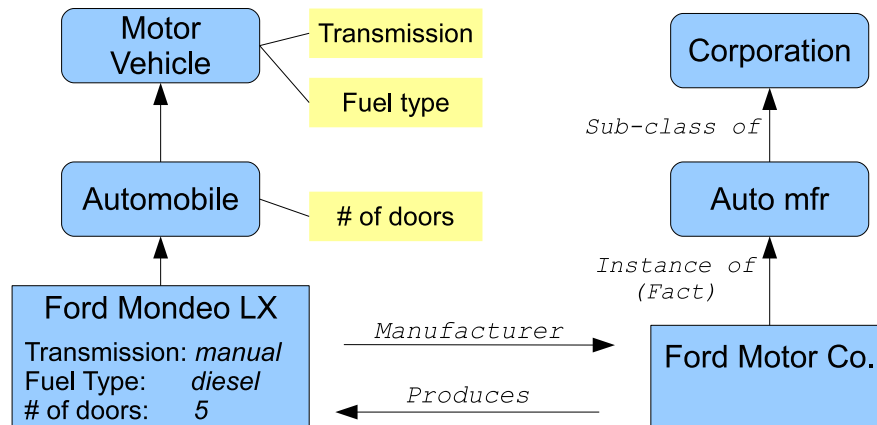 Motor
Vehicle
Transmission
Fuel type
Corporation
Sub-class of
Automobile
# of doors
Auto mfr
Instance of
(Fact)
Ford Mondeo LX
Transmission: manual
Fuel Type: diesel
# of doors: 5
Manufacturer
Produces
Ford Motor Co.